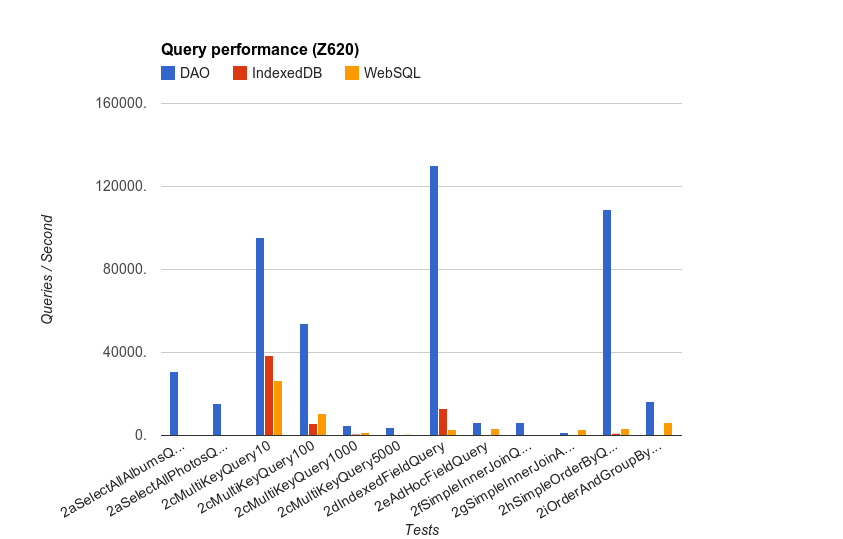 Query performance (Z620)
DAO IndexedDB WebSQL
160000.
120000.
80000.
40000.
0.
Queries / Second
2aSelectAllAlbumsQ...
2aSelectAllPhotosQ...
2cMultiKeyQuery10
2cMultiKeyQuery100
2cMultiKeyQuery1000
2cMultiKeyQuery5000
2dIndexedFieldQuery
2eAdHocFieldQuery
2fSimpleInnerJoinQ...
2gSimpleInnerJoinA...
2hSimpleOrderByQ...
2iOrderAndGroupBy...
Tests